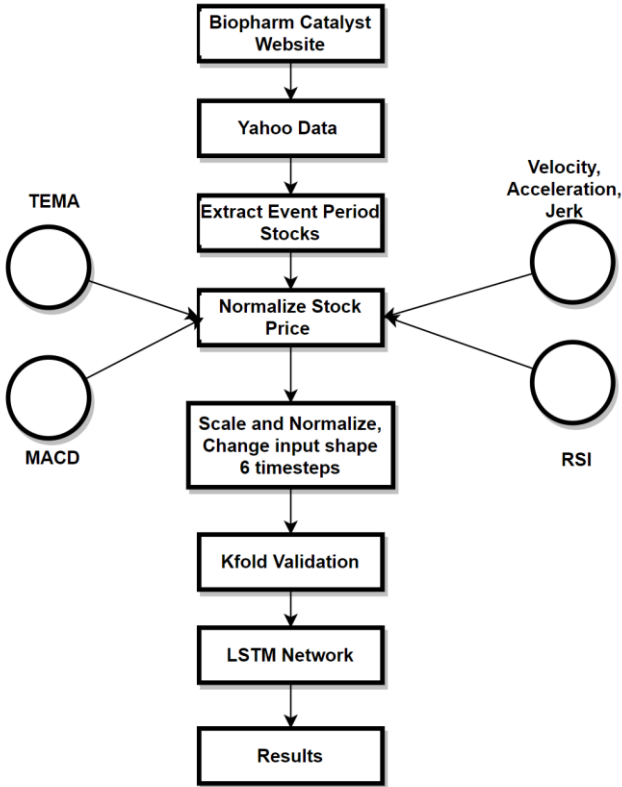 Biopharm Catalyst
Website
Yahoo Data
Extract Event Period
Stocks
TEMA
Velocity,
Acceleration,
Jerk
Normalize Stock
Price
MACD
RSI
Scale and Normalize,
Change input shape
6 timesteps
Kfold Validation
LSTM Network
Results